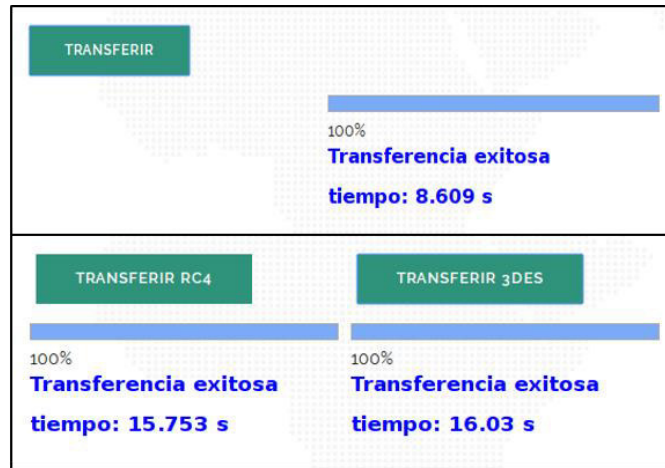 TRANSFERIR
100%
Transferencia exitosa
tiempo: 8.609 s
TRANSFERIR RC4
100%
Transferencia exitosa
tiempo: 15.753 s
TRANSFERIR 3DES
100%
Transferencia exitosa
tiempo: 16.03 s